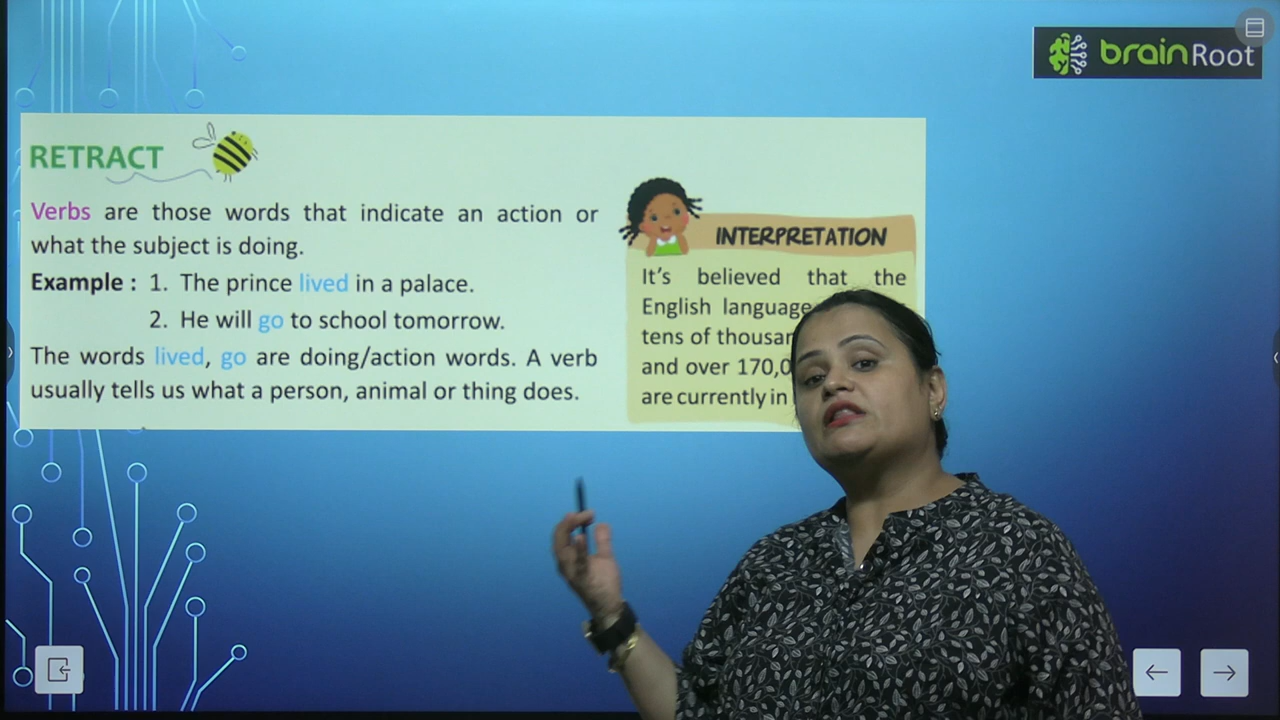 brainRoot
RETRACT
Verbs are those words that indicate an action or
what the subject is doing.
Example : 1. The prince lived in a palace.
2. He will go to school tomorrow.
The words lived, go are doing/action words. A verb
usually tells us what a person, animal or thing does.
INTERPRETATION
It's believed that the
English language
tens of
and over
are currently in